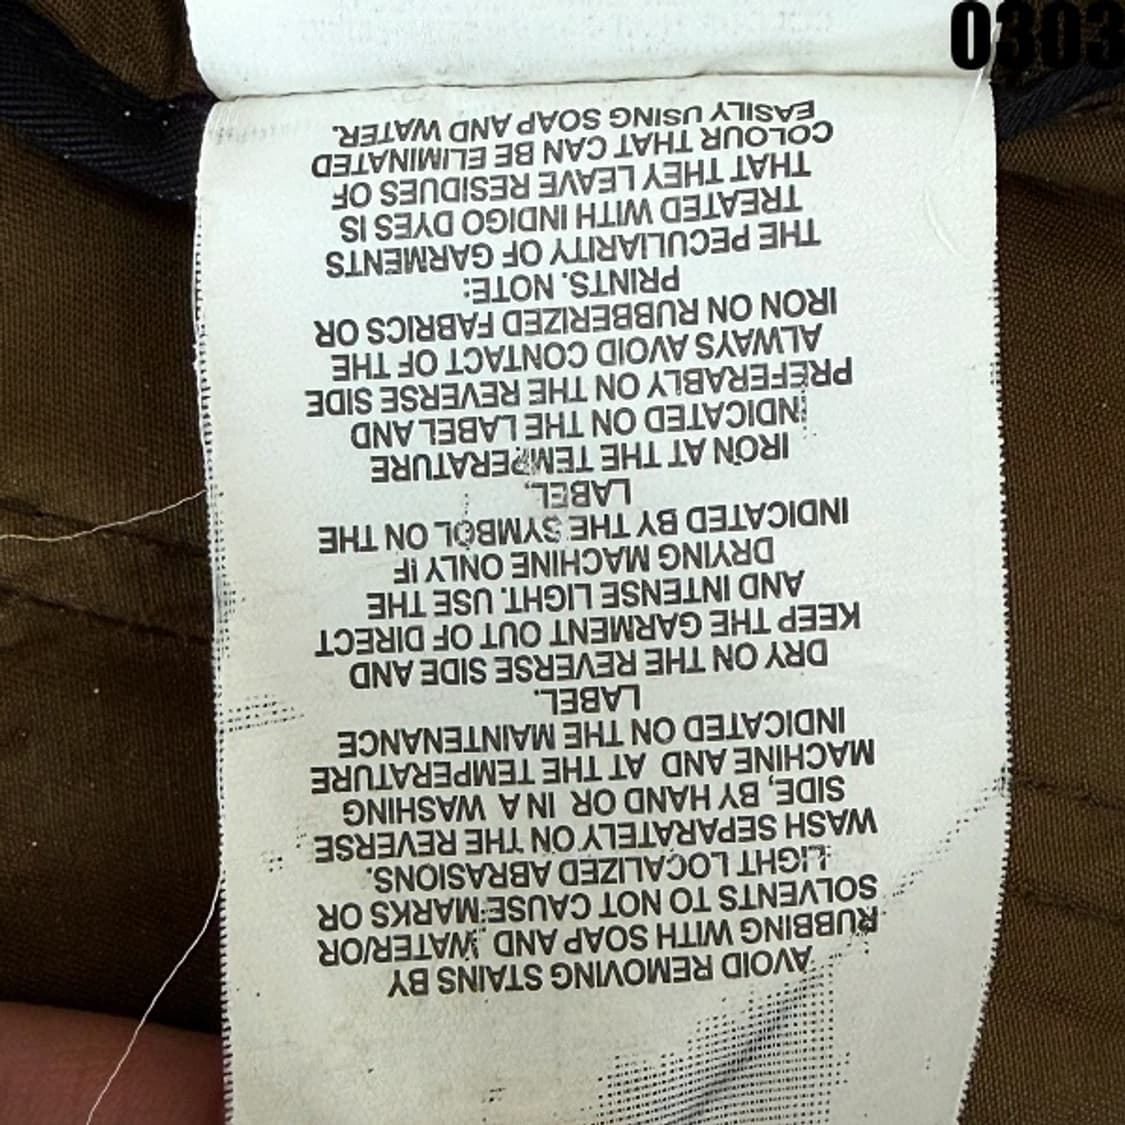 0303
AVOID REMOVING STAINS BY
RUBBING WITH SOAP AND WATER/OR
SOLVENTS TO NOT CAUSE MARKS OR
LIGHT LOCALIZED ABRASIONS.
WASH SEPARATELY ON THE REVERSE
SIDE, BY HAND OR IN A WASHING
MACHINE AND AT THE TEMPERATURE
INDICATED ON THE MAINTENANCE
LABEL.
DRY ON THE REVERSE SIDE AND
KEEP THE GARMENT OUT OF DIRECT
AND INTENSE LIGHT. USE THE
DRYING MACHINE ONLY IF
INDICATED BY THE SYMBOL ON THE
LABEL.
IRON AT THE TEMPERATURE
INDICATED ON THE LABEL AND
PREFERABLY ON THE REVERSE SIDE
ALWAYS AVOID CONTACT OF THE
IRON ON RUBBERIZED FABRICS OR
PRINTS. NOTE:
THE PECULIARITY OF GARMENTS
TREATED WITH INDIGO DYES IS
THAT THEY LEAVE RESIDUES OF
COLOUR THAT CAN BE ELIMINATED
EASILY USING SOAP AND WATER.